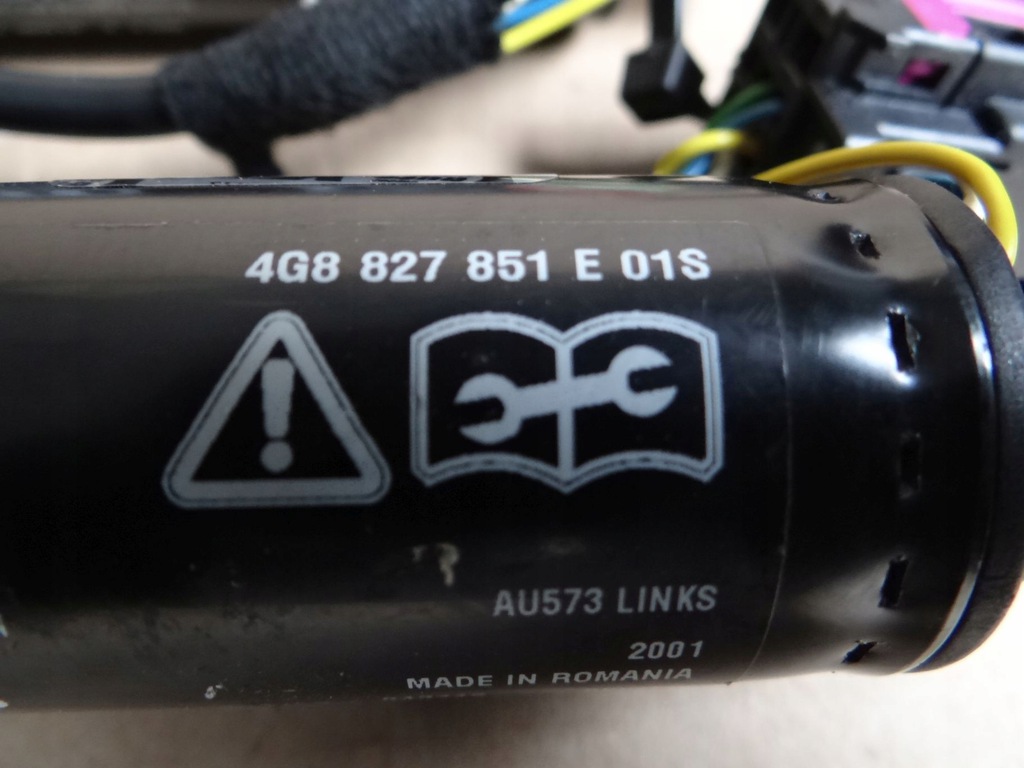 4G8 827 851 E 01S
AU573 LINKS
2001
MADE IN ROMANIA